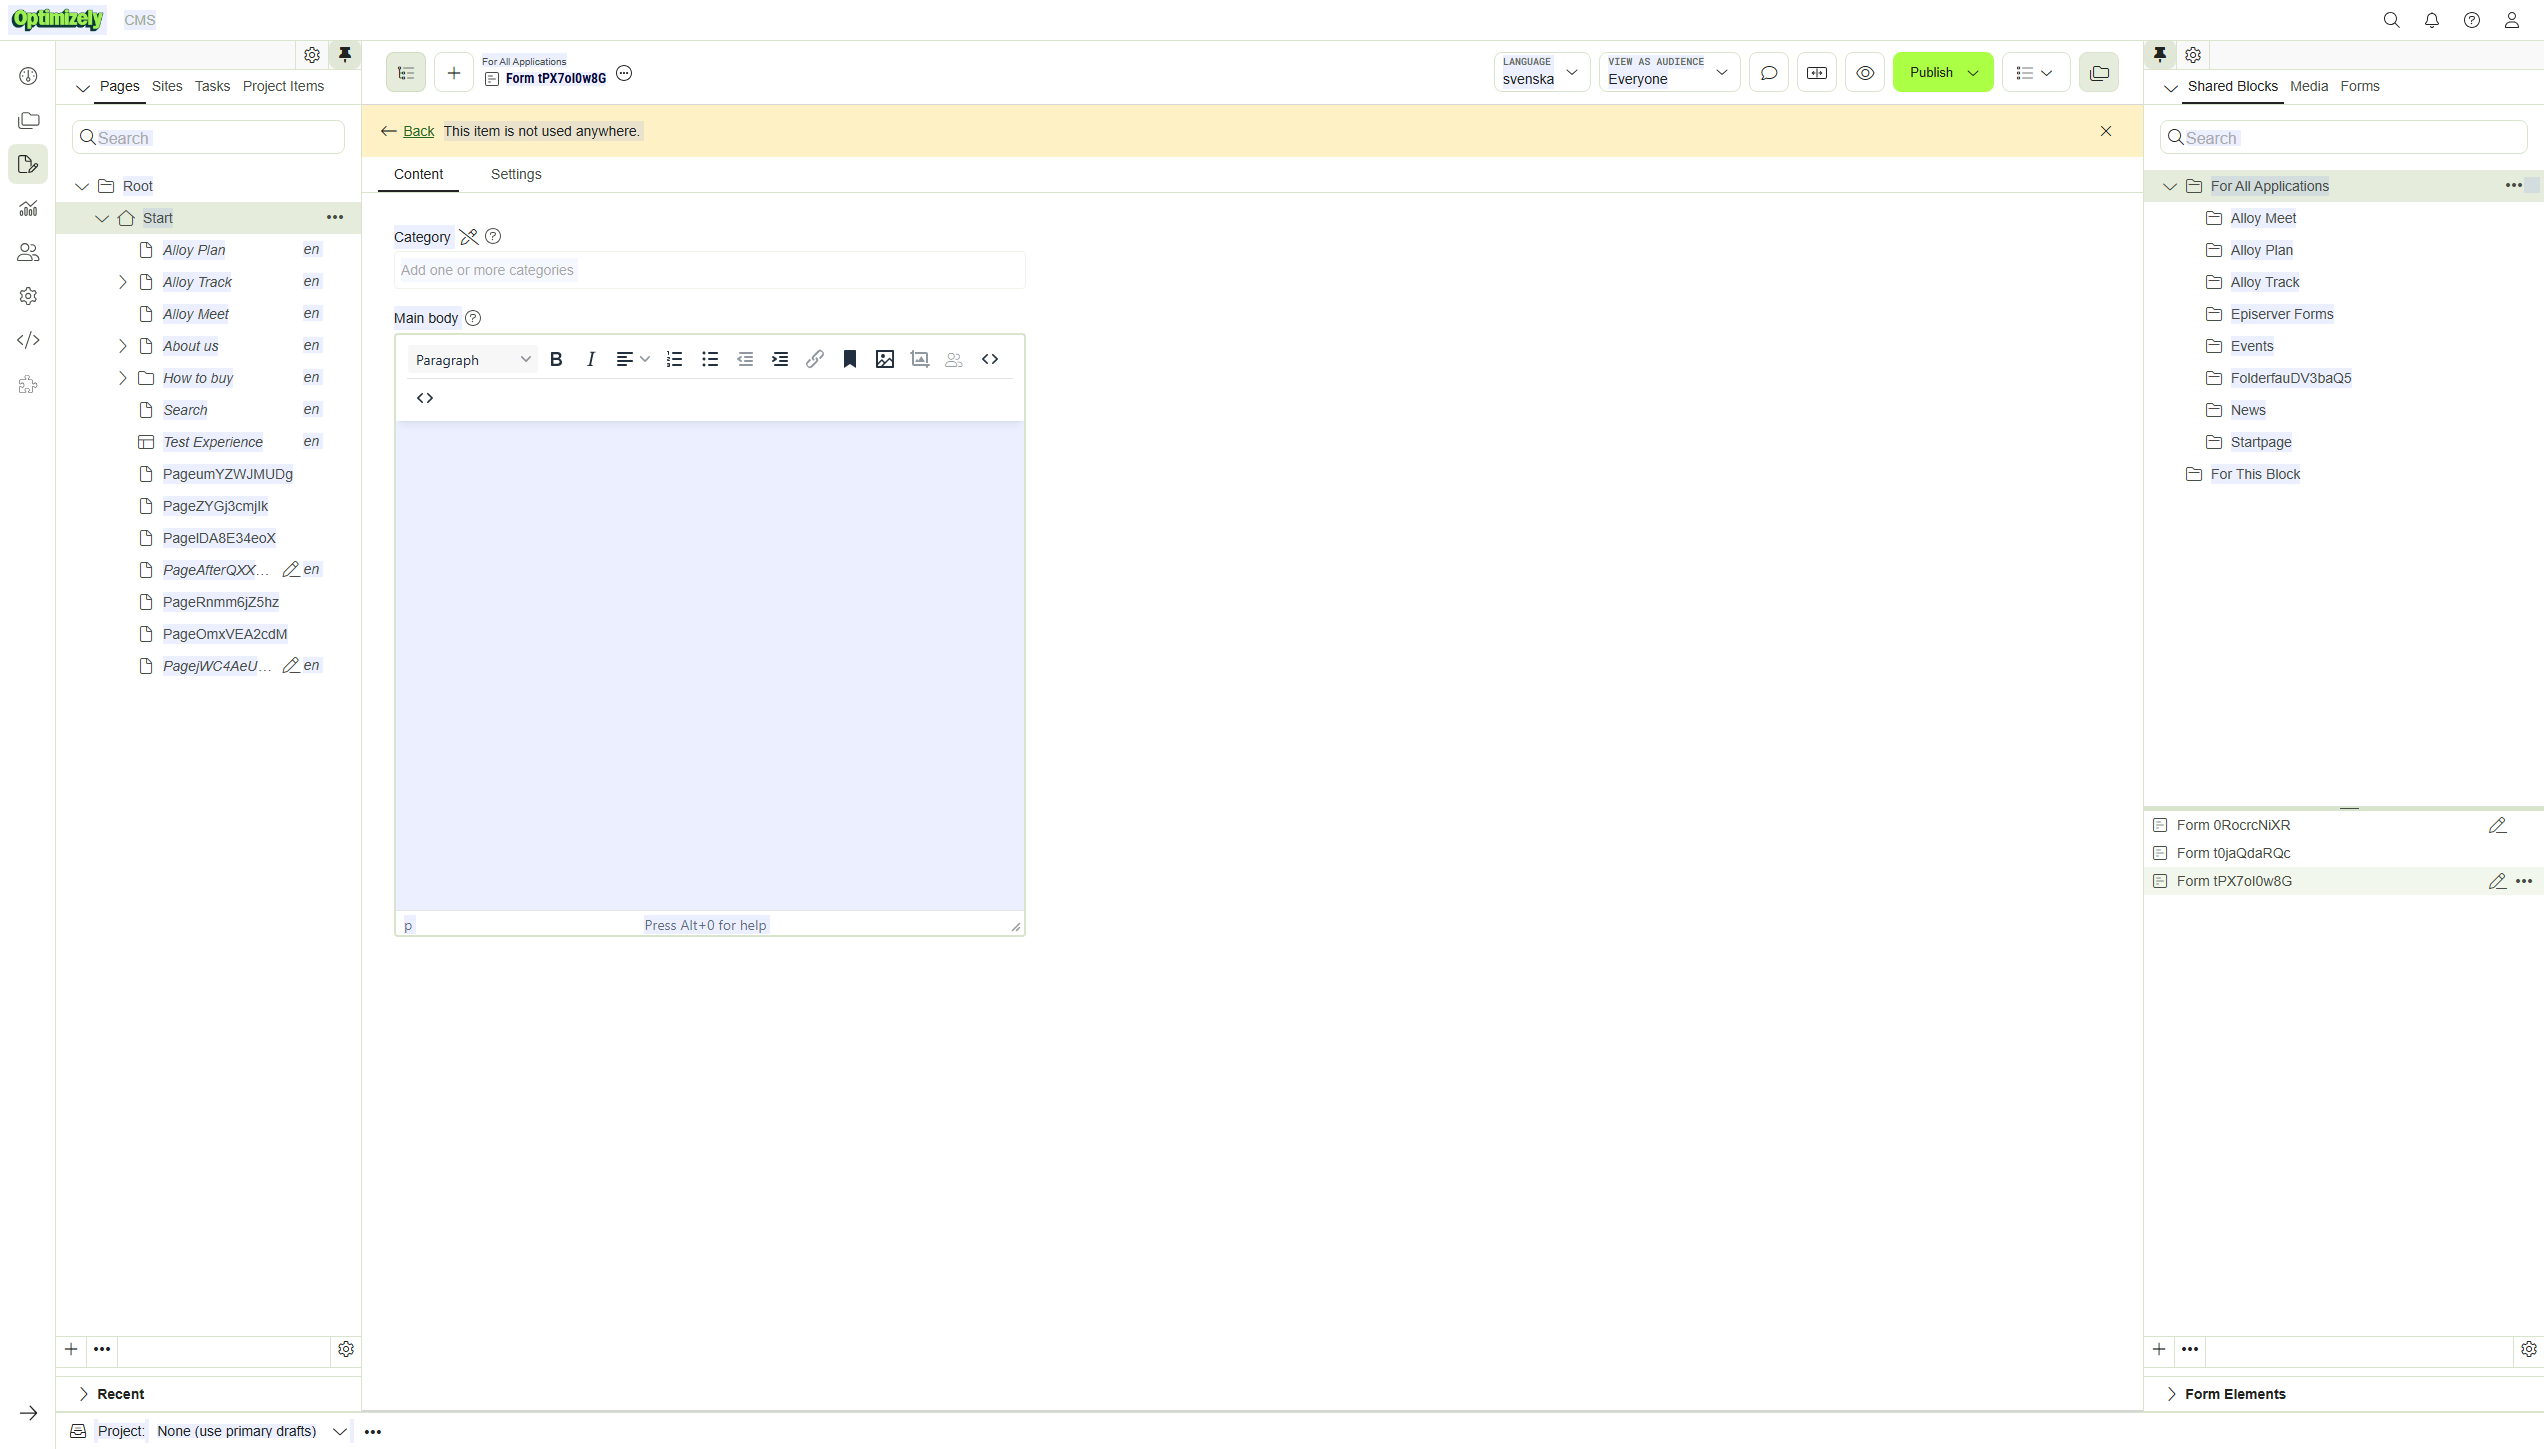 Optimizely CMS
Pages Sites Tasks Project Items
Search
Root
Start
Alloy Plan en
Alloy Track en
Alloy Meet en
About us en
How to buy en
Search en
Test Experience en
PageumYZWJMUDg
PageZYGj3cmjIk
PageIDA8E34eoX
PageAfterQXX... en
PageRnmm6jZ5hz
PageOmxVEA2cdM
PagejWC4AeU... en
Recent
Project: None (use primary drafts)
For All Applications
Form tPX7oI0w8G
LANGUAGE
svenska
VIEW AS AUDIENCE
Everyone
Publish
Back This item is not used anywhere.
Content Settings
Category
Add one or more categories
Main body
Paragraph
p Press Alt+0 for help
Shared Blocks Media Forms
Search
For All Applications
Alloy Meet
Alloy Plan
Alloy Track
Episerver Forms
Events
FolderfauDV3baQ5
News
Startpage
For This Block
Form 0RocrcNiXR
Form t0jaQdaRQc
Form tPX7oI0w8G
Form Elements